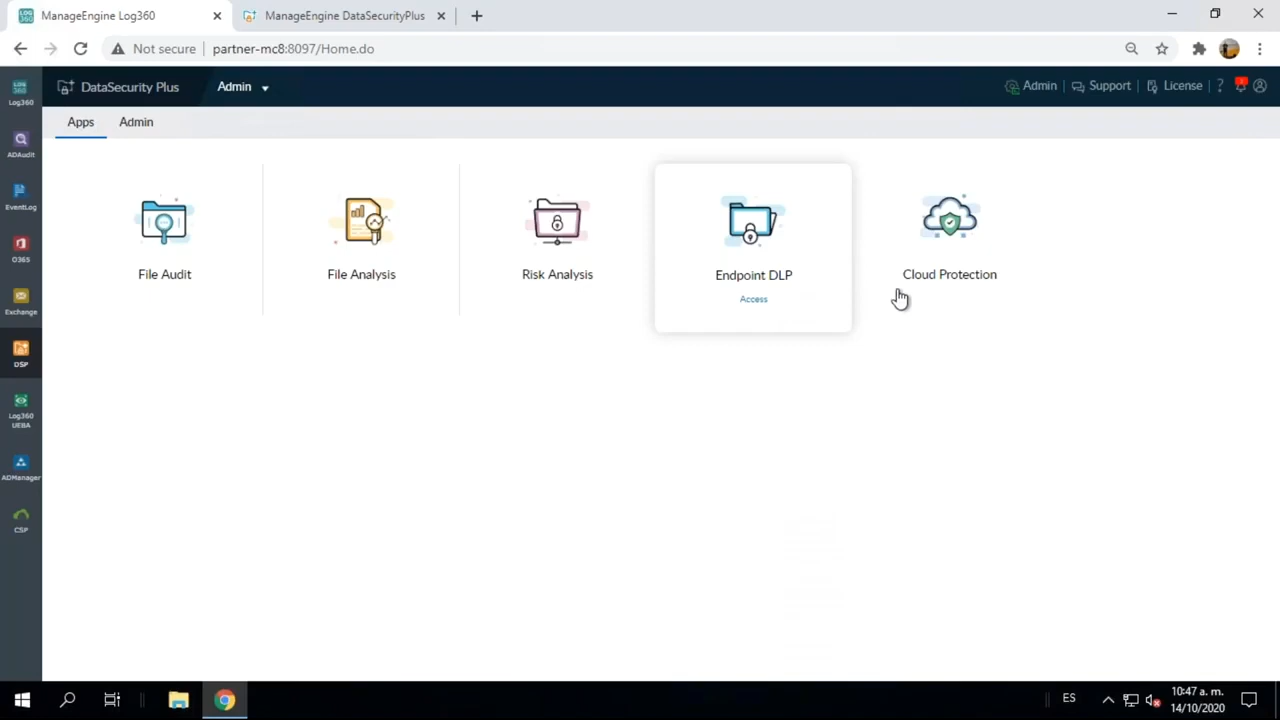 ManageEngine Log360
ManageEngine DataSecurityPlus
Not secure
partner-mc8:8097/Home.do
LOG 360
Log360
DataSecurity Plus
Admin
Admin
Support
License
?
Apps
Admin
ADAudit
EventLog
O365
Exchange
DSP
Log360
UEBA
ADManager
CSP
File Audit
File Analysis
Risk Analysis
Endpoint DLP
Access
Cloud Protection
ES
10:47 a. m.
14/10/2020